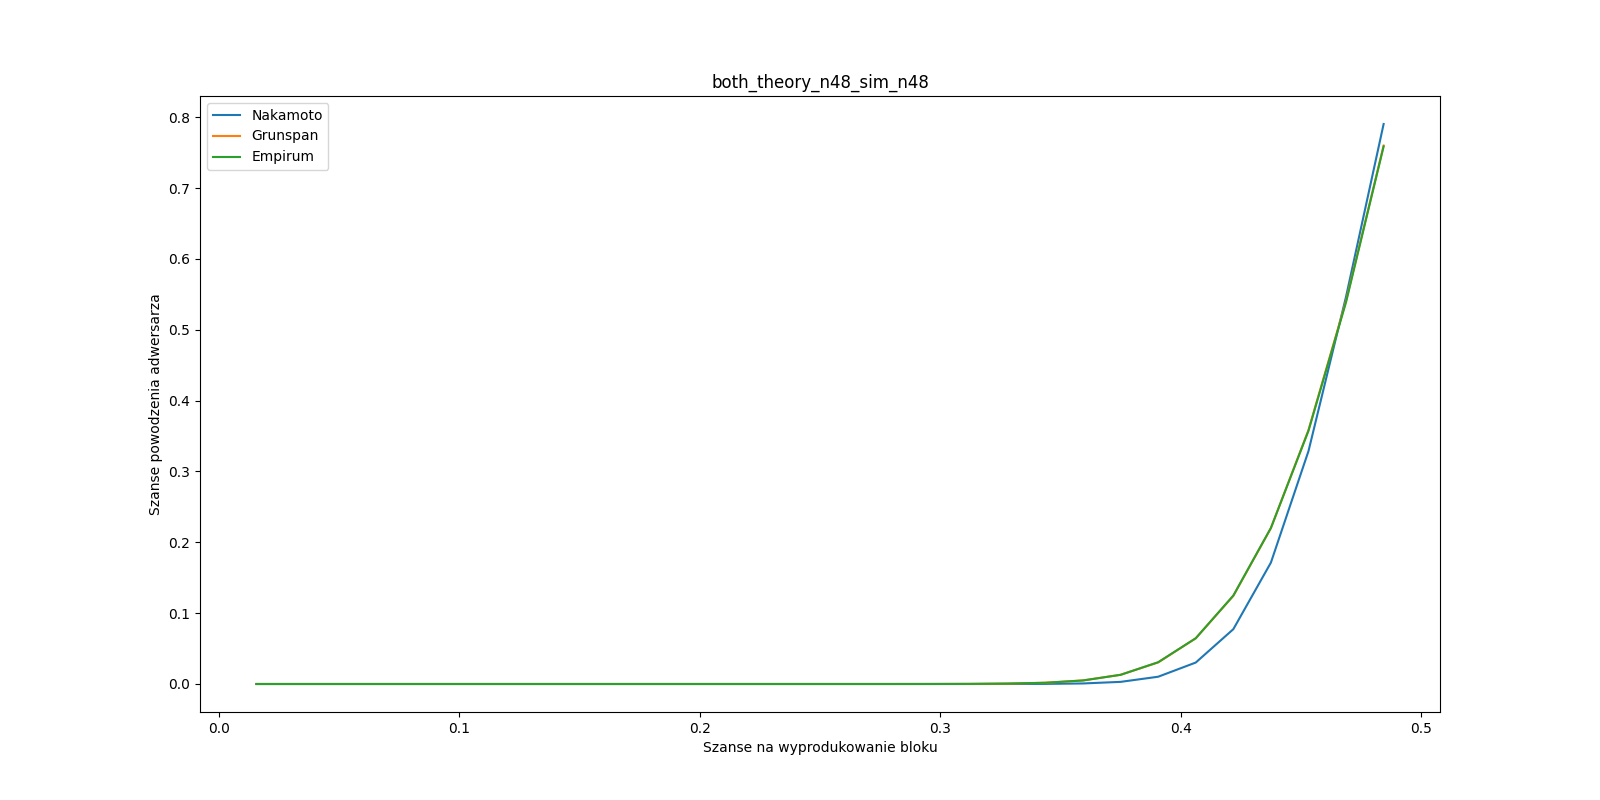 both_theory_n48_sim_n48
Nakamoto
Grunspan
Empirum
0.8
0.7
0.6
0.5
0.4
0.3
0.2
0.1
0.0
Szanse powodzenia adwersarza
0.0 0.1 0.2 0.3 0.4 0.5
Szanse na wyprodukowanie bloku